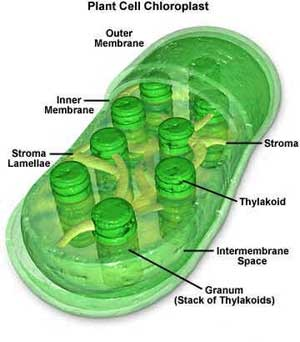 Plant Cell Chloroplast
Outer
Membrane
Inner
Membrane
Stroma
Lamellae
Stroma
Thylakoid
Intermembrane
Space
Granum
(Stack of Thylakoids)